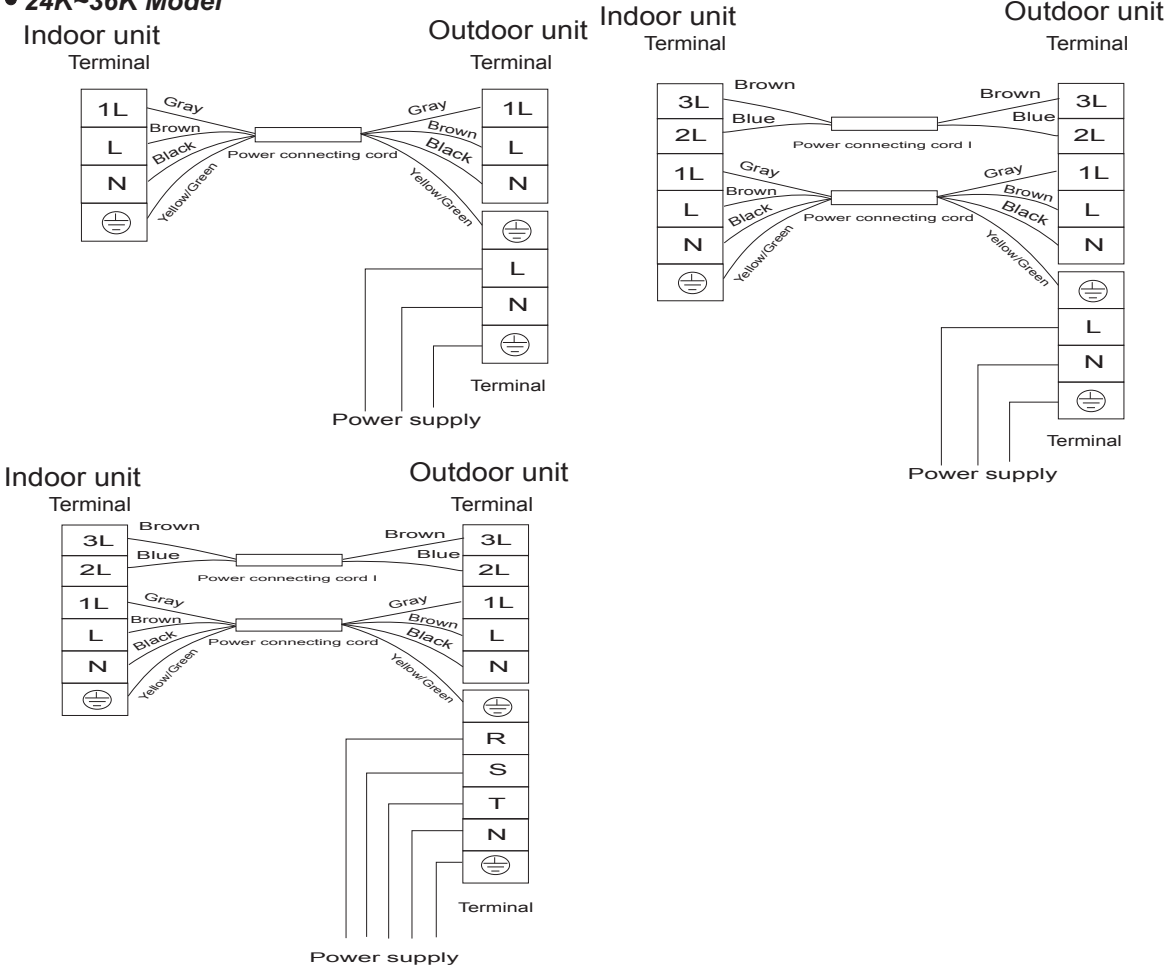 • 24K~36K Model
Indoor unit
Terminal
Outdoor unit
Terminal
1L
L
N
Gray
Brown
Black
Yellow/Green
Power connecting cord
Gray
Brown
Black
Yellow/Green
1L
L
N
L
N
Terminal
Power supply
Indoor unit
Terminal
Outdoor unit
Terminal
3L
2L
1L
L
N
Brown
Blue
Power connecting cord I
Brown
Blue
Gray
Brown
Black
Yellow/Green
Power connecting cord
Gray
Brown
Black
Yellow/Green
3L
2L
1L
L
N
L
N
Terminal
Power supply
Indoor unit
Terminal
Outdoor unit
Terminal
3L
2L
1L
L
N
Brown
Blue
Power connecting cord I
Brown
Blue
Gray
Brown
Black
Yellow/Green
Power connecting cord
Gray
Brown
Black
Yellow/Green
3L
2L
1L
L
N
R
S
T
N
Terminal
Power supply